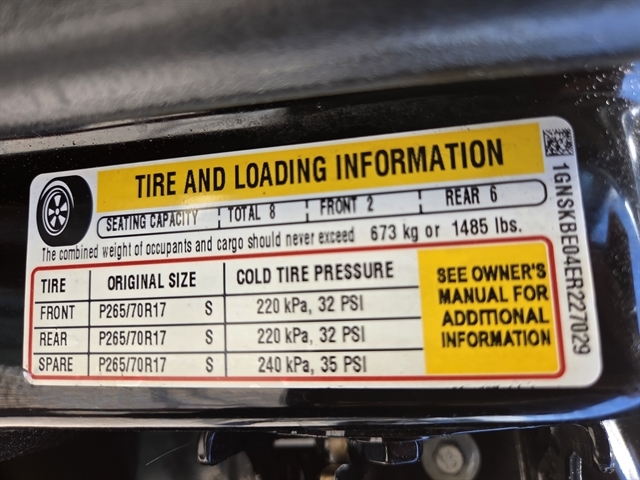 TIRE AND LOADING INFORMATION
SEATING CAPACITY TOTAL 8 FRONT 2 REAR 6
The combined weight of occupants and cargo should never exceed 673 kg or 1485 lbs.
TIRE ORIGINAL SIZE COLD TIRE PRESSURE
FRONT P265/70R17 S 220 kPa, 32 PSI
REAR P265/70R17 S 220 kPa, 32 PSI
SPARE P265/70R17 S 240 kPa, 35 PSI
SEE OWNER'S
MANUAL FOR
ADDITIONAL
INFORMATION
1GNSKBE04ER227029